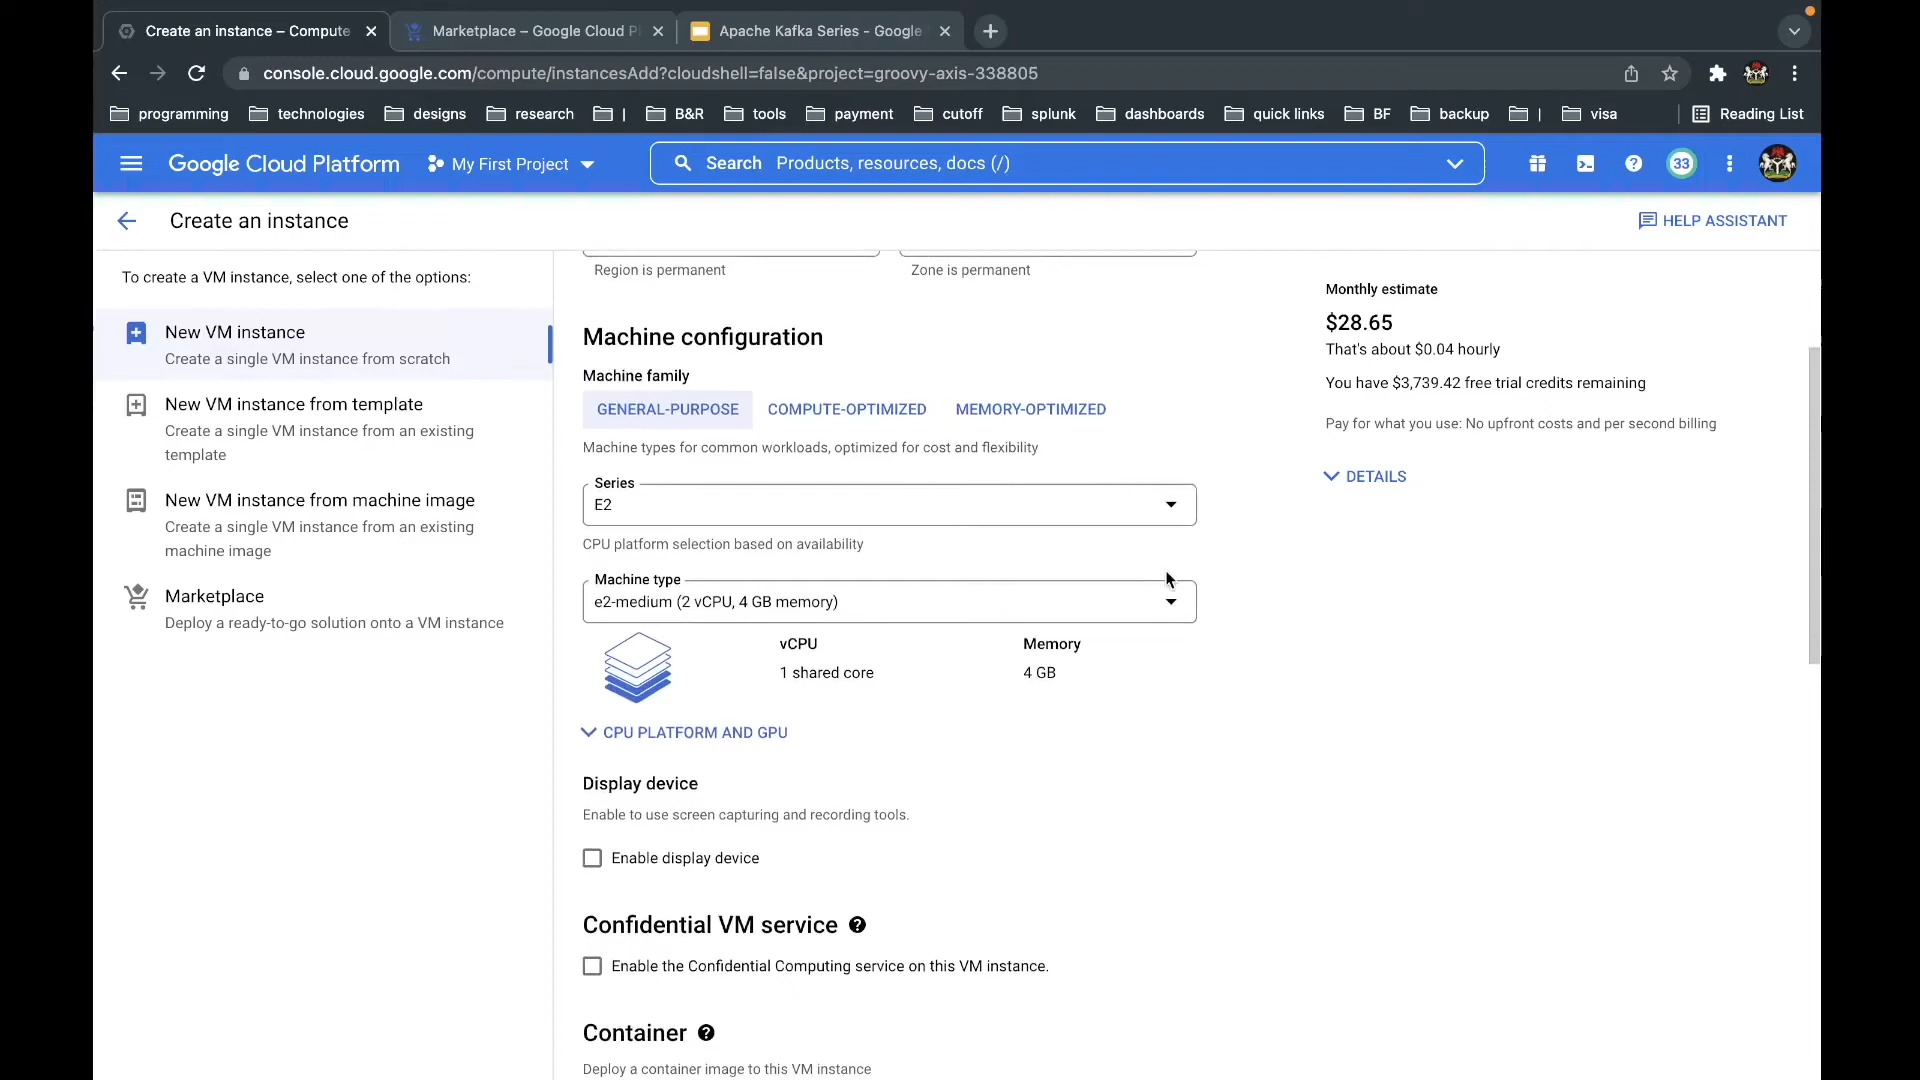 Create an instance – Compute
Marketplace – Google Cloud Pl
Apache Kafka Series - Google
console.cloud.google.com/compute/instancesAdd?cloudshell=false&project=groovy-axis-338805
programming
technologies
designs
research
|
B&R
tools
payment
cutoff
splunk
dashboards
quick links
BF
backup
|
visa
Reading List
Google Cloud Platform
My First Project
Search Products, resources, docs (/)
33
Create an instance
HELP ASSISTANT
To create a VM instance, select one of the options:
New VM instance
Create a single VM instance from scratch
New VM instance from template
Create a single VM instance from an existing
template
New VM instance from machine image
Create a single VM instance from an existing
machine image
Marketplace
Deploy a ready-to-go solution onto a VM instance
Region is permanent
Zone is permanent
Machine configuration
Machine family
GENERAL-PURPOSE
COMPUTE-OPTIMIZED
MEMORY-OPTIMIZED
Machine types for common workloads, optimized for cost and flexibility
Series
E2
CPU platform selection based on availability
Machine type
e2-medium (2 vCPU, 4 GB memory)
vCPU
Memory
1 shared core
4 GB
CPU PLATFORM AND GPU
Display device
Enable to use screen capturing and recording tools.
Enable display device
Confidential VM service
Enable the Confidential Computing service on this VM instance.
Container
Deploy a container image to this VM instance
Monthly estimate
$28.65
That's about $0.04 hourly
You have $3,739.42 free trial credits remaining
Pay for what you use: No upfront costs and per second billing
DETAILS